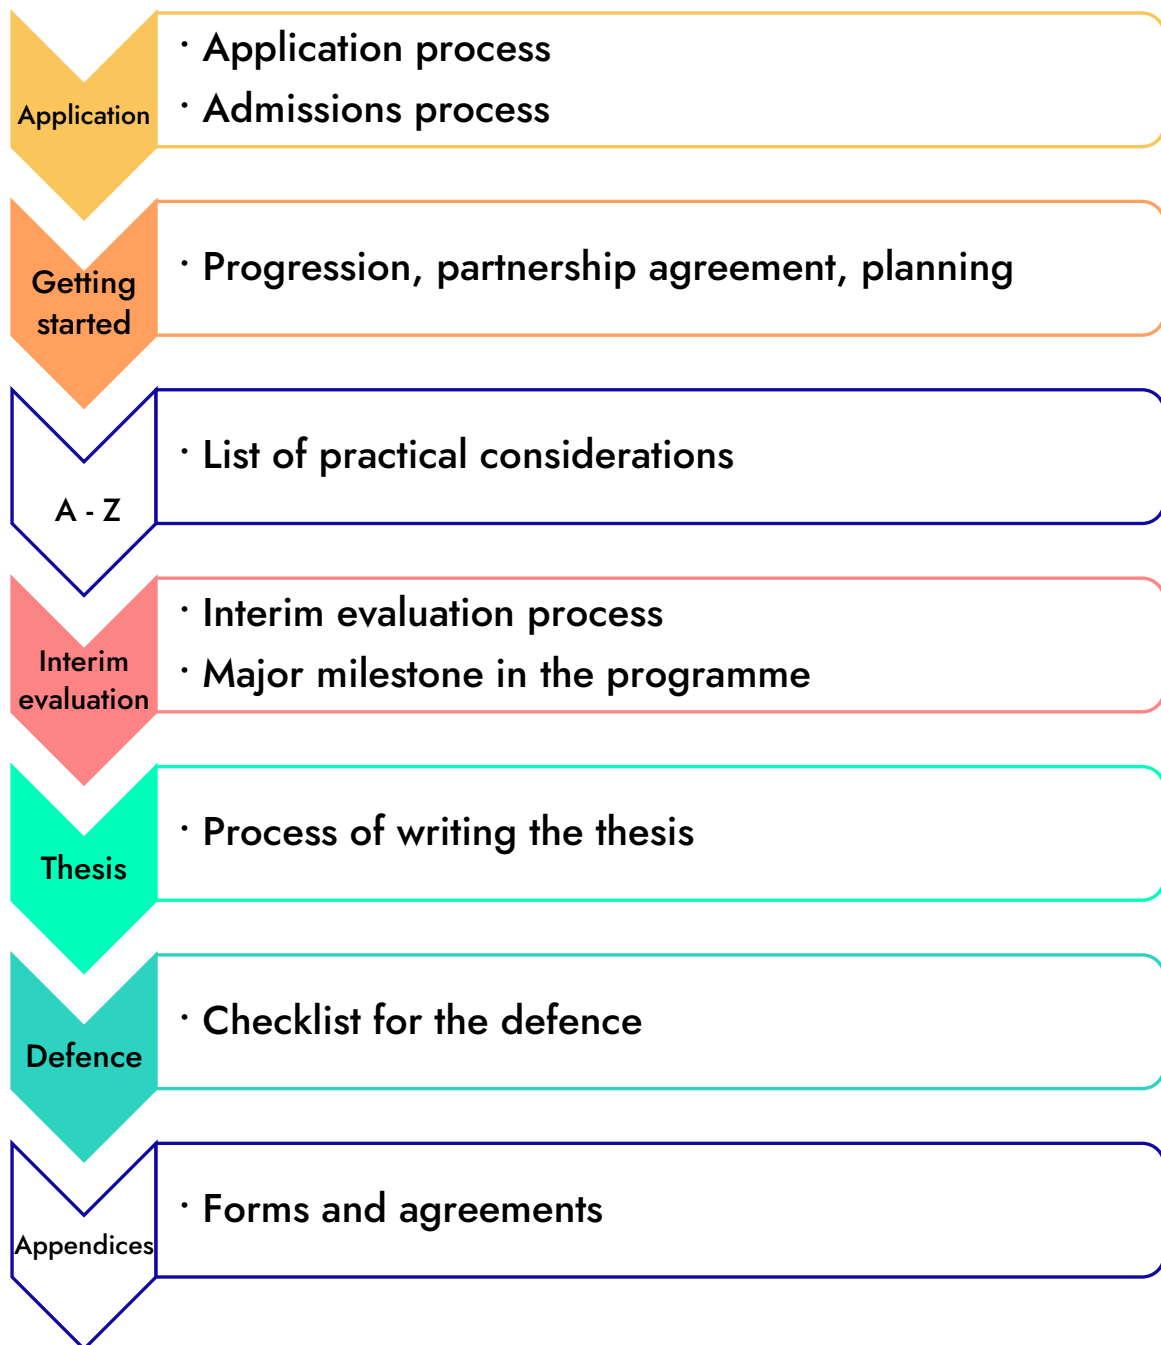 Application
· Application process
· Admissions process
Getting
started
· Progression, partnership agreement, planning
A - Z
· List of practical considerations
Interim
evaluation
· Interim evaluation process
· Major milestone in the programme
Thesis
· Process of writing the thesis
Defence
· Checklist for the defence
Appendices
· Forms and agreements